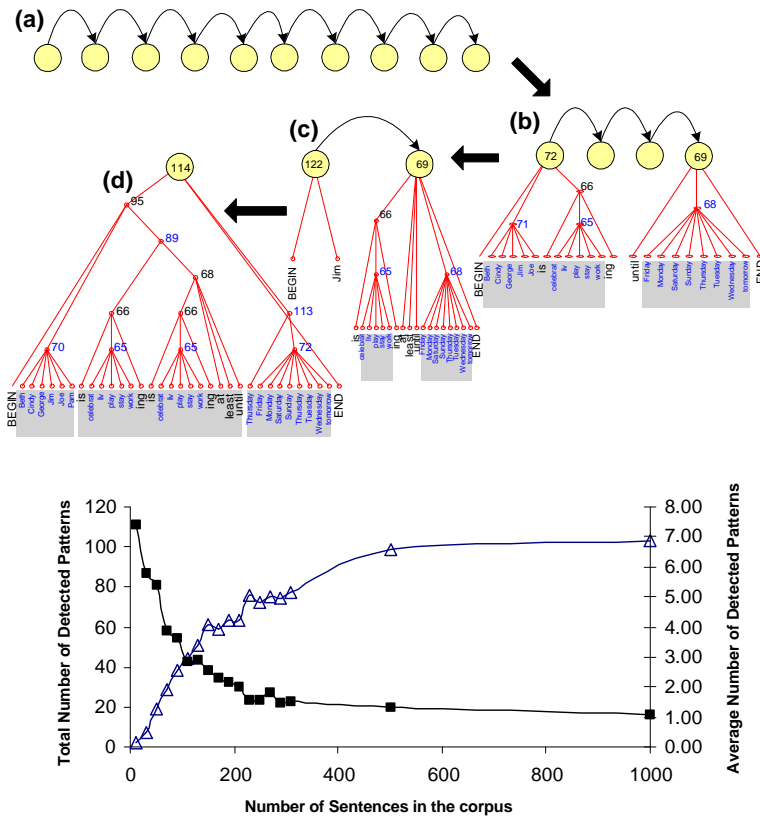 (a)
(b)
72
69
66
68
71
65
BEGIN
Beth
Cindy
George
Jim
Joe
is
celebrat
liv
play
stay
work
ing
until
Friday
Monday
Saturday
Sunday
Thursday
Tuesday
Wednesday
tomorrow
END
(c)
122
69
66
65
68
BEGIN
Jim
is
celebrat
liv
play
stay
work
ing
at
least
until
Friday
Monday
Saturday
Sunday
Thursday
Tuesday
Wednesday
tomorrow
END
(d)
114
95
89
68
66
66
113
70
65
65
72
BEGIN
Beth
Cindy
George
Jim
Joe
Pam
is
celebrat
liv
play
stay
work
ing
is
celebrat
liv
play
stay
work
ing
at
least
until
Thursday
Friday
Monday
Saturday
Sunday
Thursday
Tuesday
Wednesday
tomorrow
END
Total Number of Detected Patterns
120
100
80
60
40
20
0
8.00
7.00
6.00
5.00
4.00
3.00
2.00
1.00
0.00
Average Number of Detected Patterns
0 200 400 600 800 1000
Number of Sentences in the corpus